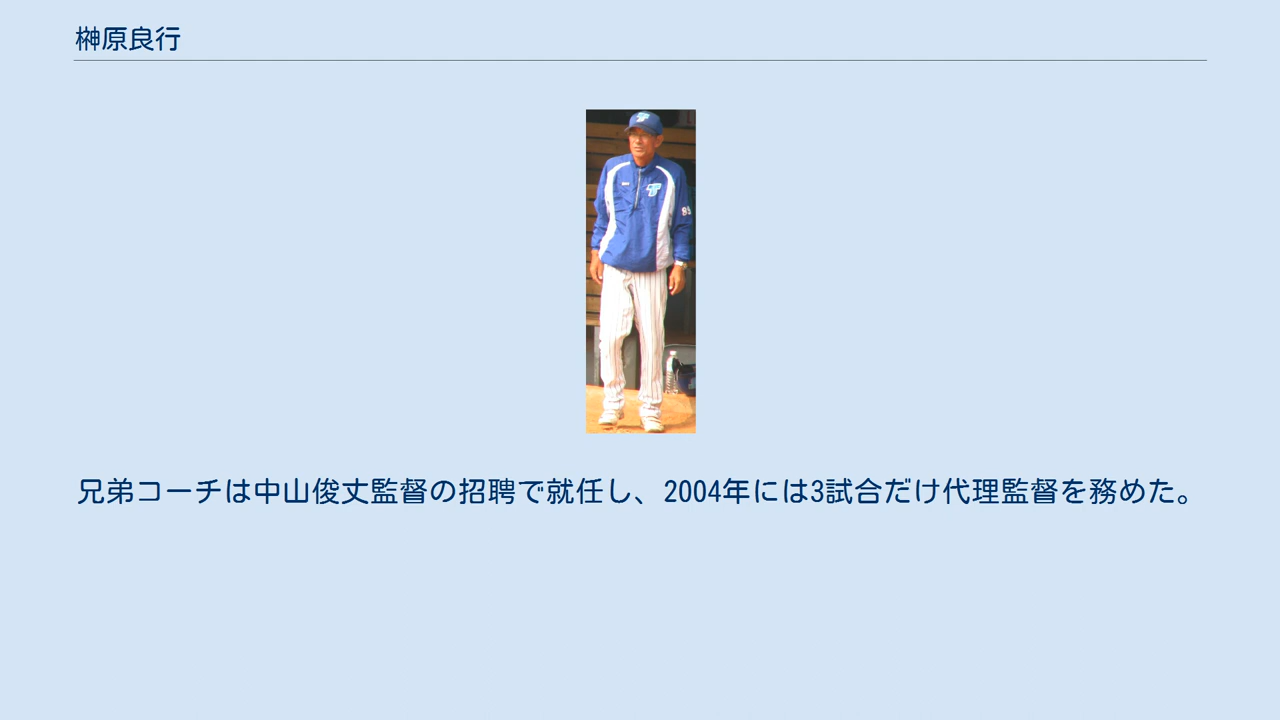 榊原良行
兄弟コーチは中山俊丈監督の招聘で就任し、2004年には3試合だけ代理監督を務めた。